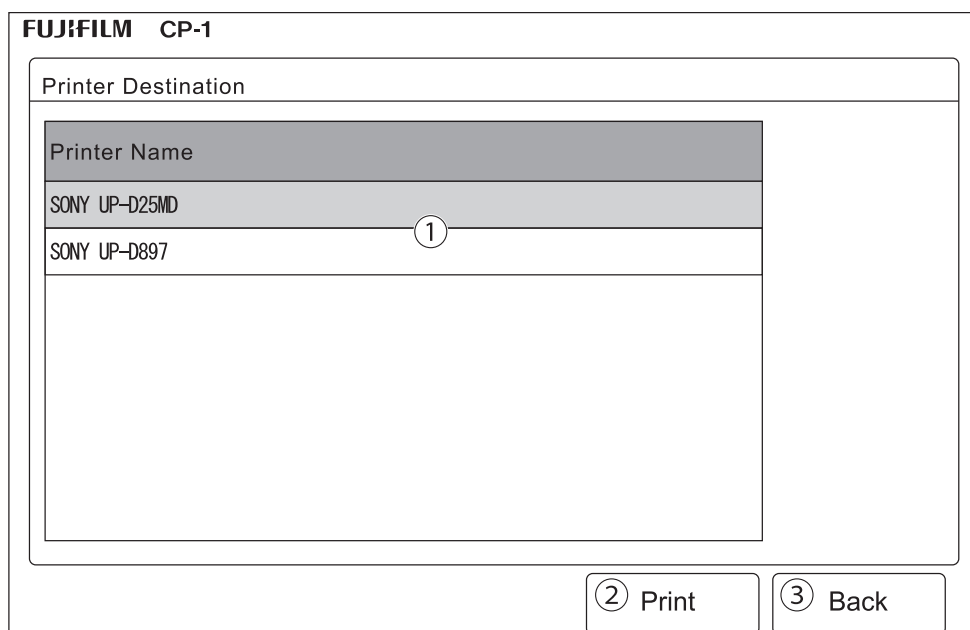 FUJIFILM CP-1
Printer Destination
Printer Name
SONY UP-D25MD
①
SONY UP-D897
② Print
③ Back